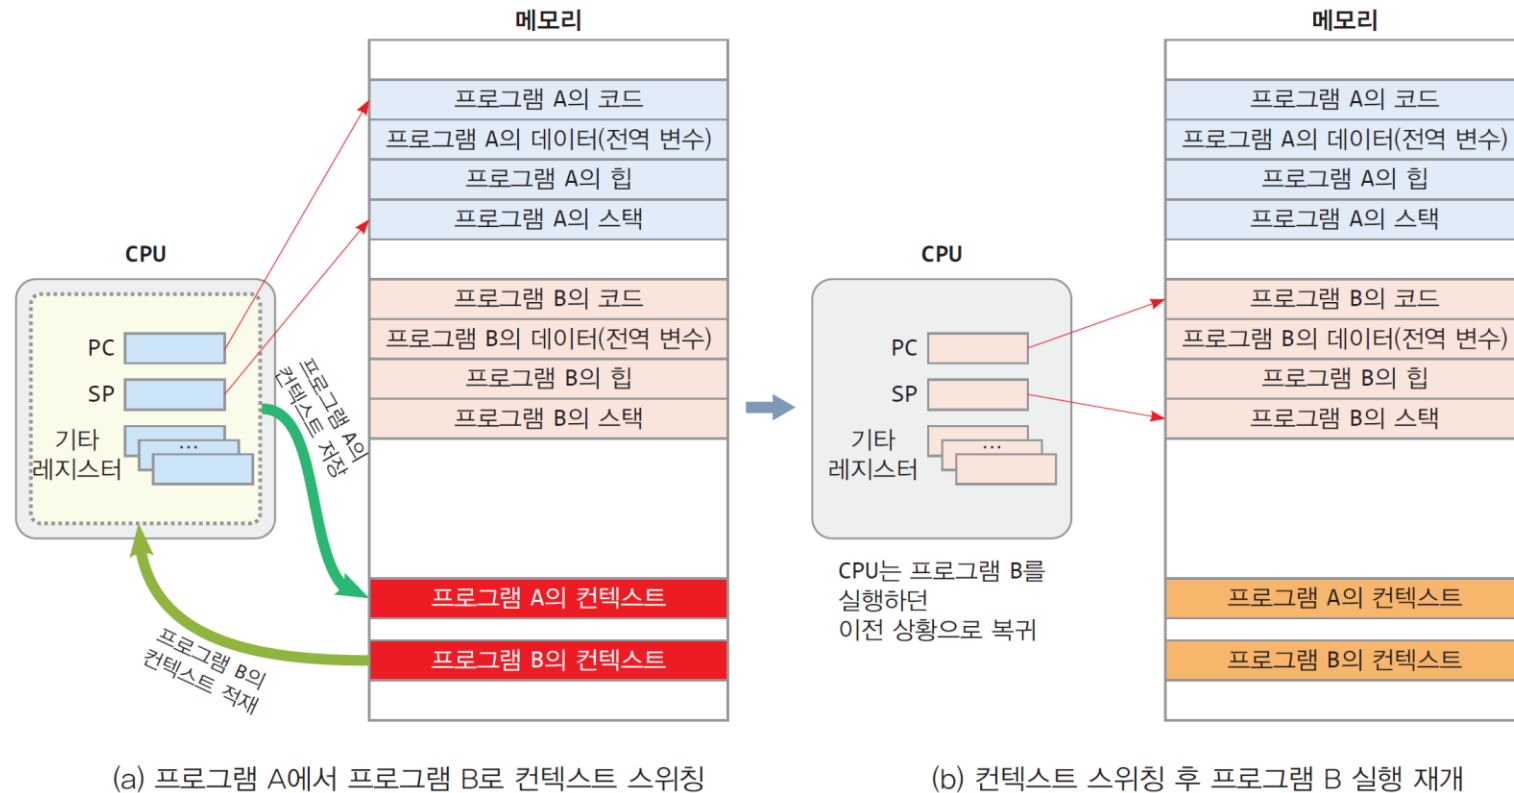 메모리
프로그램 A의 코드
프로그램 A의 데이터(전역 변수)
프로그램 A의 힙
프로그램 A의 스택
프로그램 B의 코드
프로그램 B의 데이터(전역 변수)
프로그램 B의 힙
프로그램 B의 스택
프로그램 A의 컨텍스트
프로그램 B의 컨텍스트
CPU
PC
SP
기타
레지스터
...
프로그램 A의
컨텍스트 저장
프로그램 B의
컨텍스트 적재
(a) 프로그램 A에서 프로그램 B로 컨텍스트 스위칭
메모리
프로그램 A의 코드
프로그램 A의 데이터(전역 변수)
프로그램 A의 힙
프로그램 A의 스택
프로그램 B의 코드
프로그램 B의 데이터(전역 변수)
프로그램 B의 힙
프로그램 B의 스택
프로그램 A의 컨텍스트
프로그램 B의 컨텍스트
CPU
PC
SP
기타
레지스터
...
CPU는 프로그램 B를
실행하던
이전 상황으로 복귀
(b) 컨텍스트 스위칭 후 프로그램 B 실행 재개